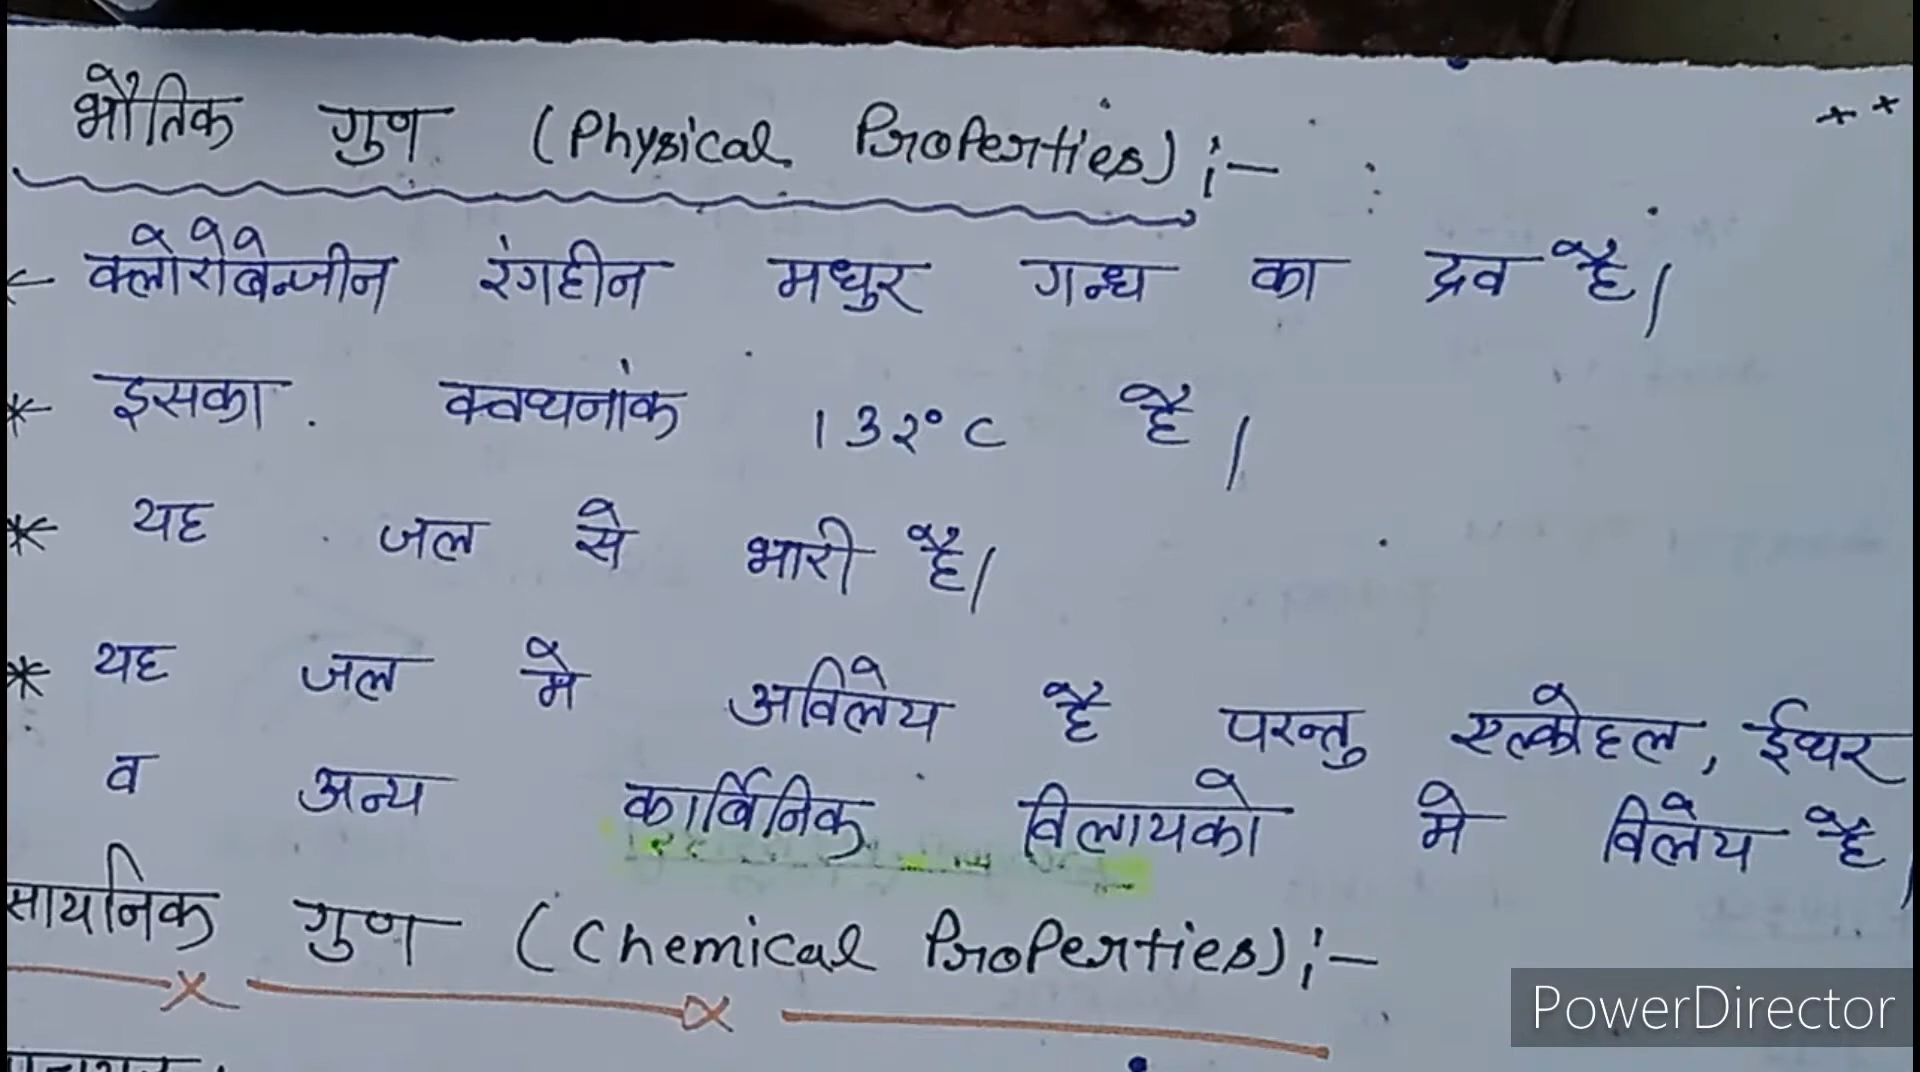 भौतिक गुण (Physical Properties) :-
क्लोरोबेन्जीन रंगहीन मधुर गन्ध का द्रव है।
* इसका क्वथनांक 132°C है।
* यह जल से भारी है।
* यह जल मे अविलेय है परन्तु एल्कोहल, ईथर
व अन्य कार्बिनिक विलायको मे विलेय है।
सायनिक गुण (Chemical Properties) :-
PowerDirector